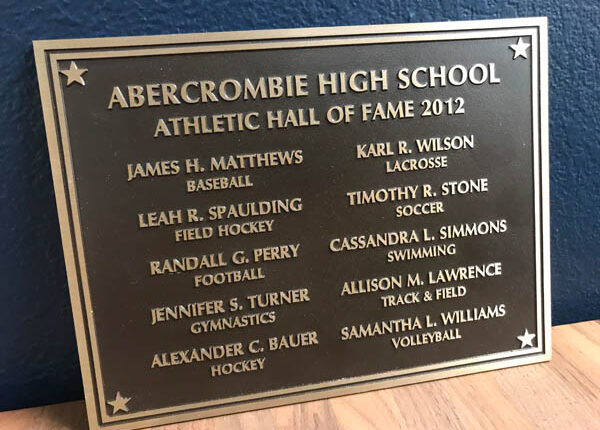 ABERCROMBIE HIGH SCHOOL
ATHLETIC HALL OF FAME 2012
JAMES H. MATTHEWS
BASEBALL
LEAH R. SPAULDING
FIELD HOCKEY
RANDALL G. PERRY
FOOTBALL
JENNIFER S. TURNER
GYMNASTICS
ALEXANDER C. BAUER
HOCKEY
KARL R. WILSON
LACROSSE
TIMOTHY R. STONE
SOCCER
CASSANDRA L. SIMMONS
SWIMMING
ALLISON M. LAWRENCE
TRACK & FIELD
SAMANTHA L. WILLIAMS
VOLLEYBALL